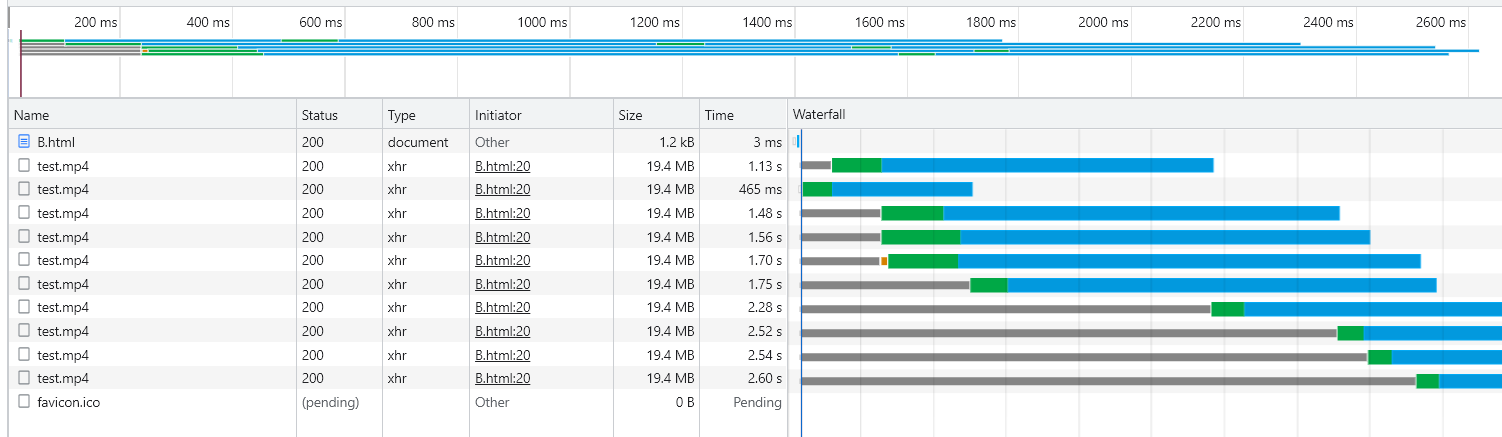 200 ms 400 ms 600 ms 800 ms 1000 ms 1200 ms 1400 ms 1600 ms 1800 ms 2000 ms 2200 ms 2400 ms 2600 ms
Name Status Type Initiator Size Time Waterfall
B.html 200 document Other 1.2 kB 3 ms
test.mp4 200 xhr B.html:20 19.4 MB 1.13 s
test.mp4 200 xhr B.html:20 19.4 MB 465 ms
test.mp4 200 xhr B.html:20 19.4 MB 1.48 s
test.mp4 200 xhr B.html:20 19.4 MB 1.56 s
test.mp4 200 xhr B.html:20 19.4 MB 1.70 s
test.mp4 200 xhr B.html:20 19.4 MB 1.75 s
test.mp4 200 xhr B.html:20 19.4 MB 2.28 s
test.mp4 200 xhr B.html:20 19.4 MB 2.52 s
test.mp4 200 xhr B.html:20 19.4 MB 2.54 s
test.mp4 200 xhr B.html:20 19.4 MB 2.60 s
favicon.ico (pending) Other 0 B Pending